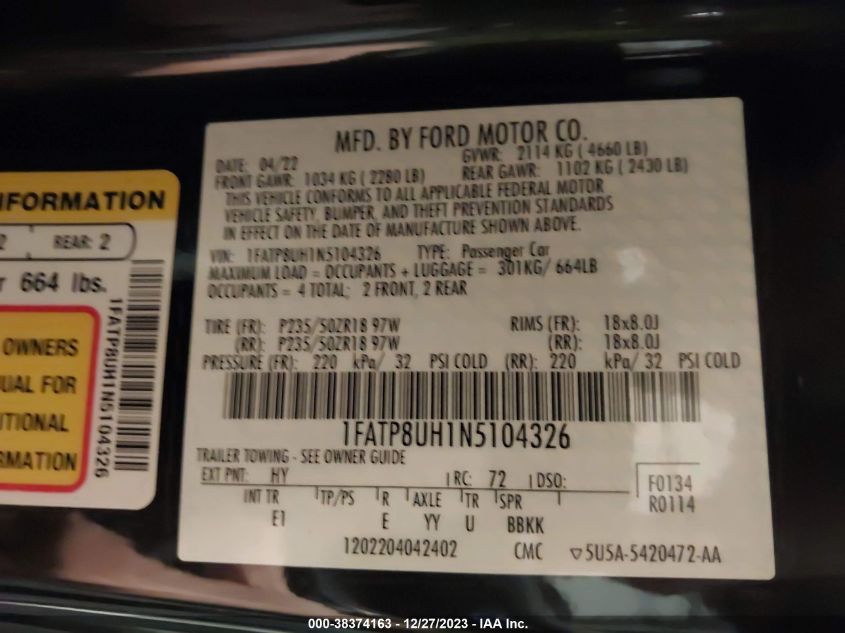 MFD. BY FORD MOTOR CO.
DATE: 04/22 GVWR: 2114 KG ( 4660 LB)
FRONT GAWR: 1034 KG ( 2280 LB) REAR GAWR: 1102 KG ( 2430 LB)
THIS VEHICLE CONFORMS TO ALL APPLICABLE FEDERAL MOTOR
VEHICLE SAFETY, BUMPER, AND THEFT PREVENTION STANDARDS
IN EFFECT ON THE DATE OF MANUFACTURE SHOWN ABOVE.
VIN: 1FATP8UH1N5104326 TYPE: Passenger Car
MAXIMUM LOAD = OCCUPANTS + LUGGAGE = 301KG/ 664LB
OCCUPANTS = 4 TOTAL; 2 FRONT, 2 REAR
TIRE (FR): P235/50ZR18 97W RIMS (FR): 18x8.0J
(RR): P235/50ZR18 97W (RR): 18x8.0J
PRESSURE (FR): 220 kPa/ 32 PSI COLD (RR): 220 kPa/ 32 PSI COLD
1FATP8UH1N5104326
TRAILER TOWING - SEE OWNER GUIDE
EXT PNT: HY RC: 72 DSO: F0134
INT TR TP/PS R AXLE TR SPR R0114
E1 E YY U BBKK
1202204042402 CMC ▽5U5A-5420472-AA
NFORMATION
2 REAR: 2
r 664 lbs.
OWNERS
UAL FOR
ITIONAL
RMATION
1FATP8UH1N5104326
000-38374163 - 12/27/2023 - IAA Inc.